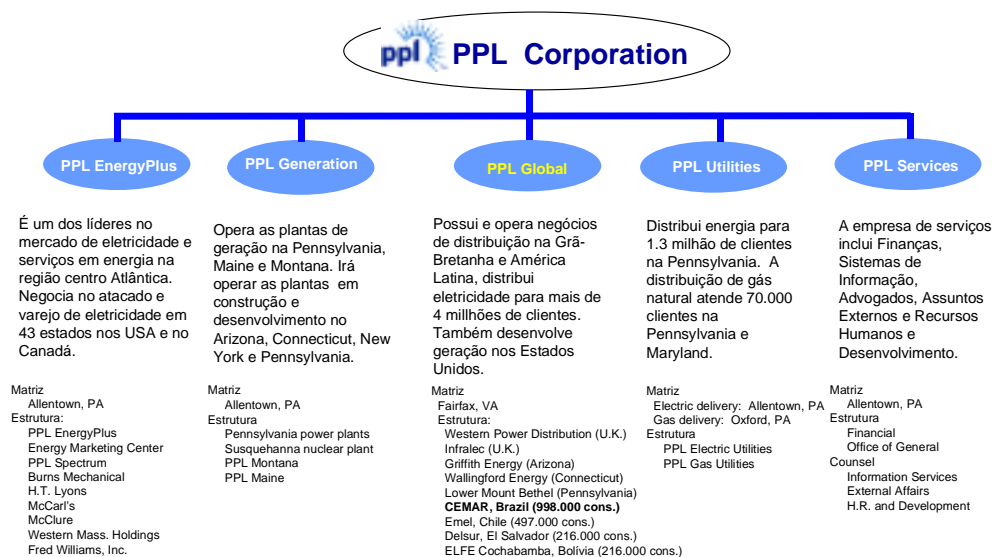 ppl PPL Corporation
PPL EnergyPlus
PPL Generation
PPL Global
PPL Utilities
PPL Services
É um dos líderes no
mercado de eletricidade e
serviços em energia na
região centro Atlântica.
Negocia no atacado e
varejo de eletricidade em
43 estados nos USA e no
Canadá.
Opera as plantas de
geração na Pennsylvania,
Maine e Montana. Irá
operar as plantas em
construção e
desenvolvimento no
Arizona, Connecticut, New
York e Pennsylvania.
Possui e opera negócios
de distribuição na Grã-
Bretanha e América
Latina, distribui
eletricidade para mais de
4 millhões de clientes.
Também desenvolve
geração nos Estados
Unidos.
Distribui energia para
1.3 milhão de clientes
na Pennsylvania. A
distribuição de gás
natural atende 70.000
clientes na
Pennsylvania e
Maryland.
A empresa de serviços
inclui Finanças,
Sistemas de
Informação,
Advogados, Assuntos
Externos e Recursos
Humanos e
Desenvolvimento.
Matriz
Allentown, PA
Estrutura:
PPL EnergyPlus
Energy Marketing Center
PPL Spectrum
Burns Mechanical
H.T. Lyons
McCarl's
McClure
Western Mass. Holdings
Fred Williams, Inc.
Matriz
Allentown, PA
Estrutura
Pennsylvania power plants
Susquehanna nuclear plant
PPL Montana
PPL Maine
Matriz
Fairfax, VA
Estrutura:
Western Power Distribution (U.K.)
Infralec (U.K.)
Griffith Energy (Arizona)
Wallingford Energy (Connecticut)
Lower Mount Bethel (Pennsylvania)
CEMAR, Brazil (998.000 cons.)
Emel, Chile (497.000 cons.)
Delsur, El Salvador (216.000 cons.)
ELFE Cochabamba, Bolívia (216.000 cons.)
Matriz
Electric delivery: Allentown, PA
Gas delivery: Oxford, PA
Estrutura
PPL Electric Utilities
PPL Gas Utilities
Matriz
Allentown, PA
Estrutura
Financial
Office of General
Counsel
Information Services
External Affairs
H.R. and Development